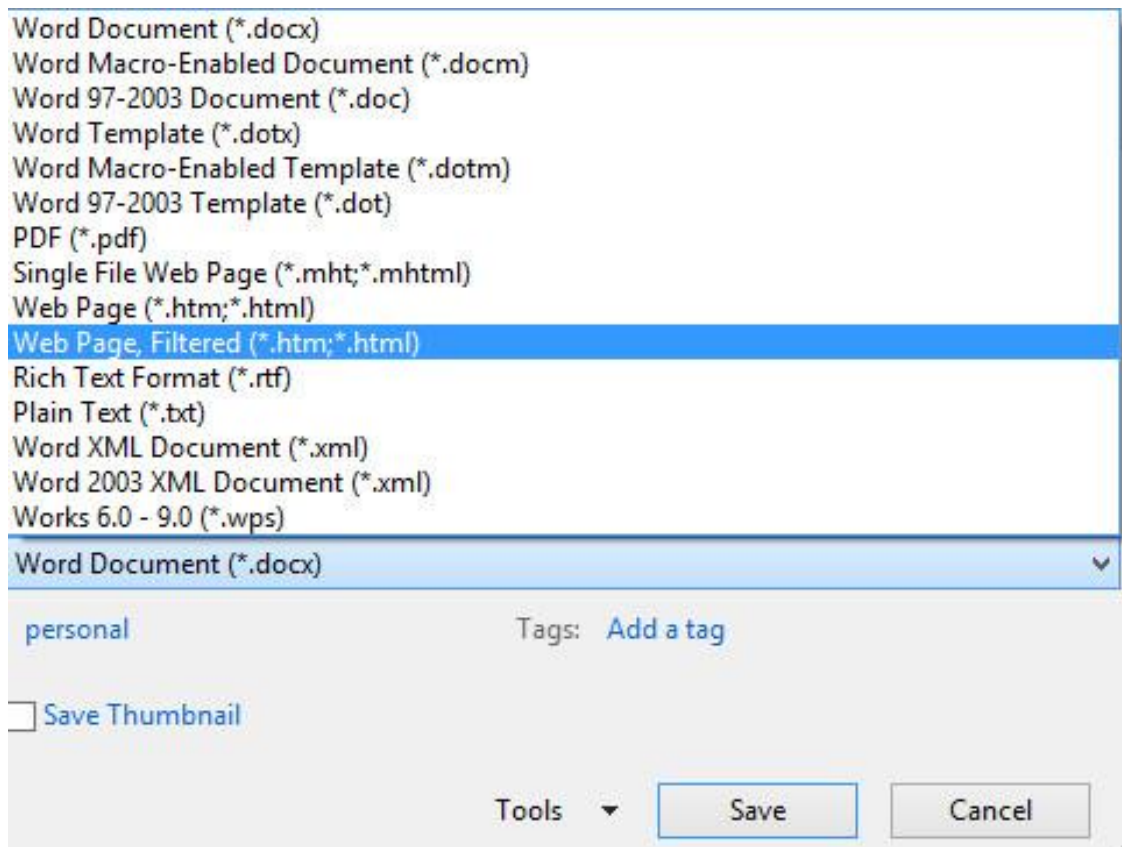 Word Document (*.docx)
Word Macro-Enabled Document (*.docm)
Word 97-2003 Document (*.doc)
Word Template (*.dotx)
Word Macro-Enabled Template (*.dotm)
Word 97-2003 Template (*.dot)
PDF (*.pdf)
Single File Web Page (*.mht;*.mhtml)
Web Page (*.htm;*.html)
Web Page, Filtered (*.htm;*.html)
Rich Text Format (*.rtf)
Plain Text (*.txt)
Word XML Document (*.xml)
Word 2003 XML Document (*.xml)
Works 6.0 - 9.0 (*.wps)
Word Document (*.docx)
personal Tags: Add a tag
Save Thumbnail
Tools Save Cancel